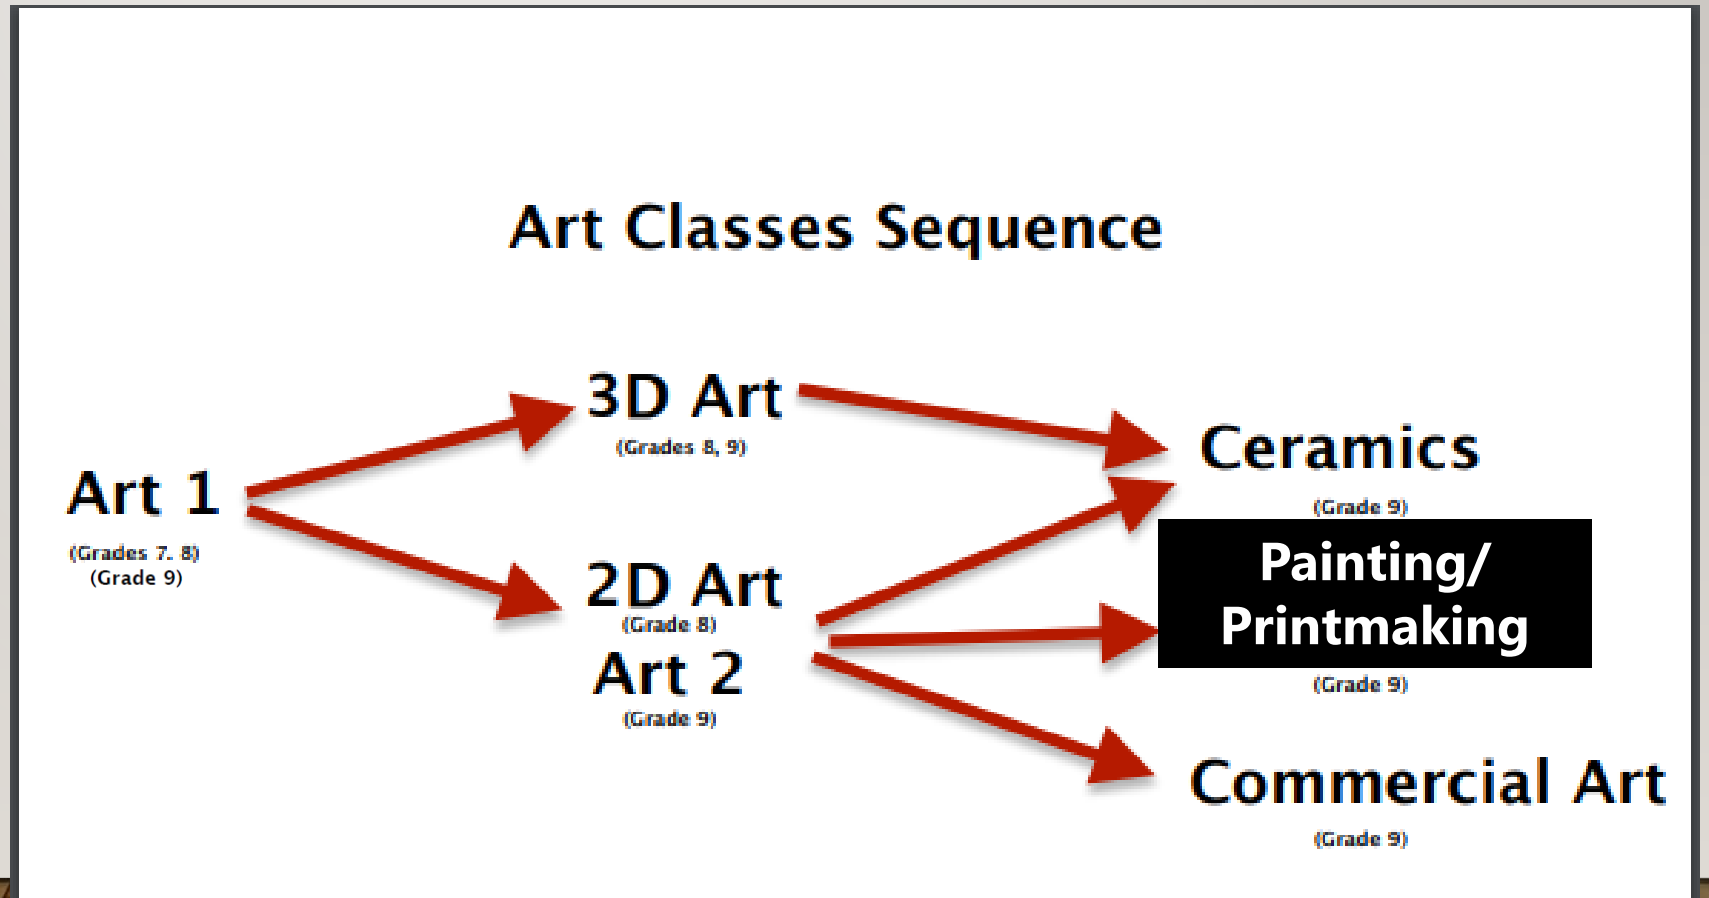 Art Classes Sequence
Art 1
(Grades 7. 8)
(Grade 9)
3D Art
(Grades 8, 9)
2D Art
(Grade 8)
Art 2
(Grade 9)
Ceramics
(Grade 9)
Painting/
Printmaking
(Grade 9)
Commercial Art
(Grade 9)